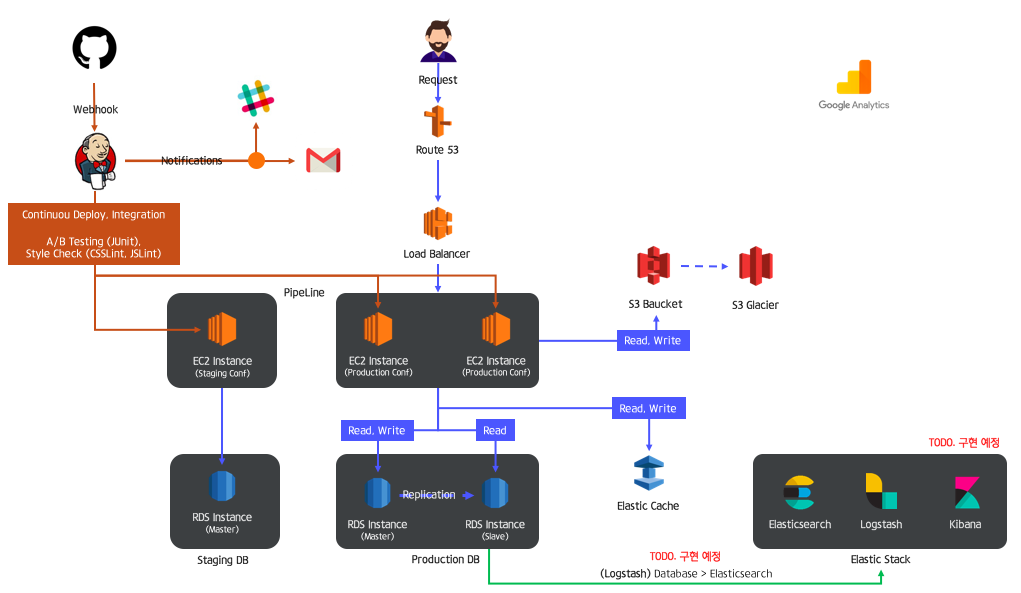 Request
Google Analytics
Webhook
Route 53
Notifications
Continuou Deploy, Integration
A/B Testing (JUnit),
Style Check (CSSLint, JSLint)
Load Balancer
PipeLine
S3 Baucket
S3 Glacier
Read, Write
EC2 Instance
(Staging Conf)
EC2 Instance
(Production Conf)
EC2 Instance
(Production Conf)
Read, Write
Read, Write
Read
TODO. 구현 예정
Replication
RDS Instance
(Master)
RDS Instance
(Master)
RDS Instance
(Slave)
Elastic Cache
Elasticsearch
Logstash
Kibana
Staging DB
Production DB
TODO. 구현 예정
Elastic Stack
(Logstash) Database > Elasticsearch